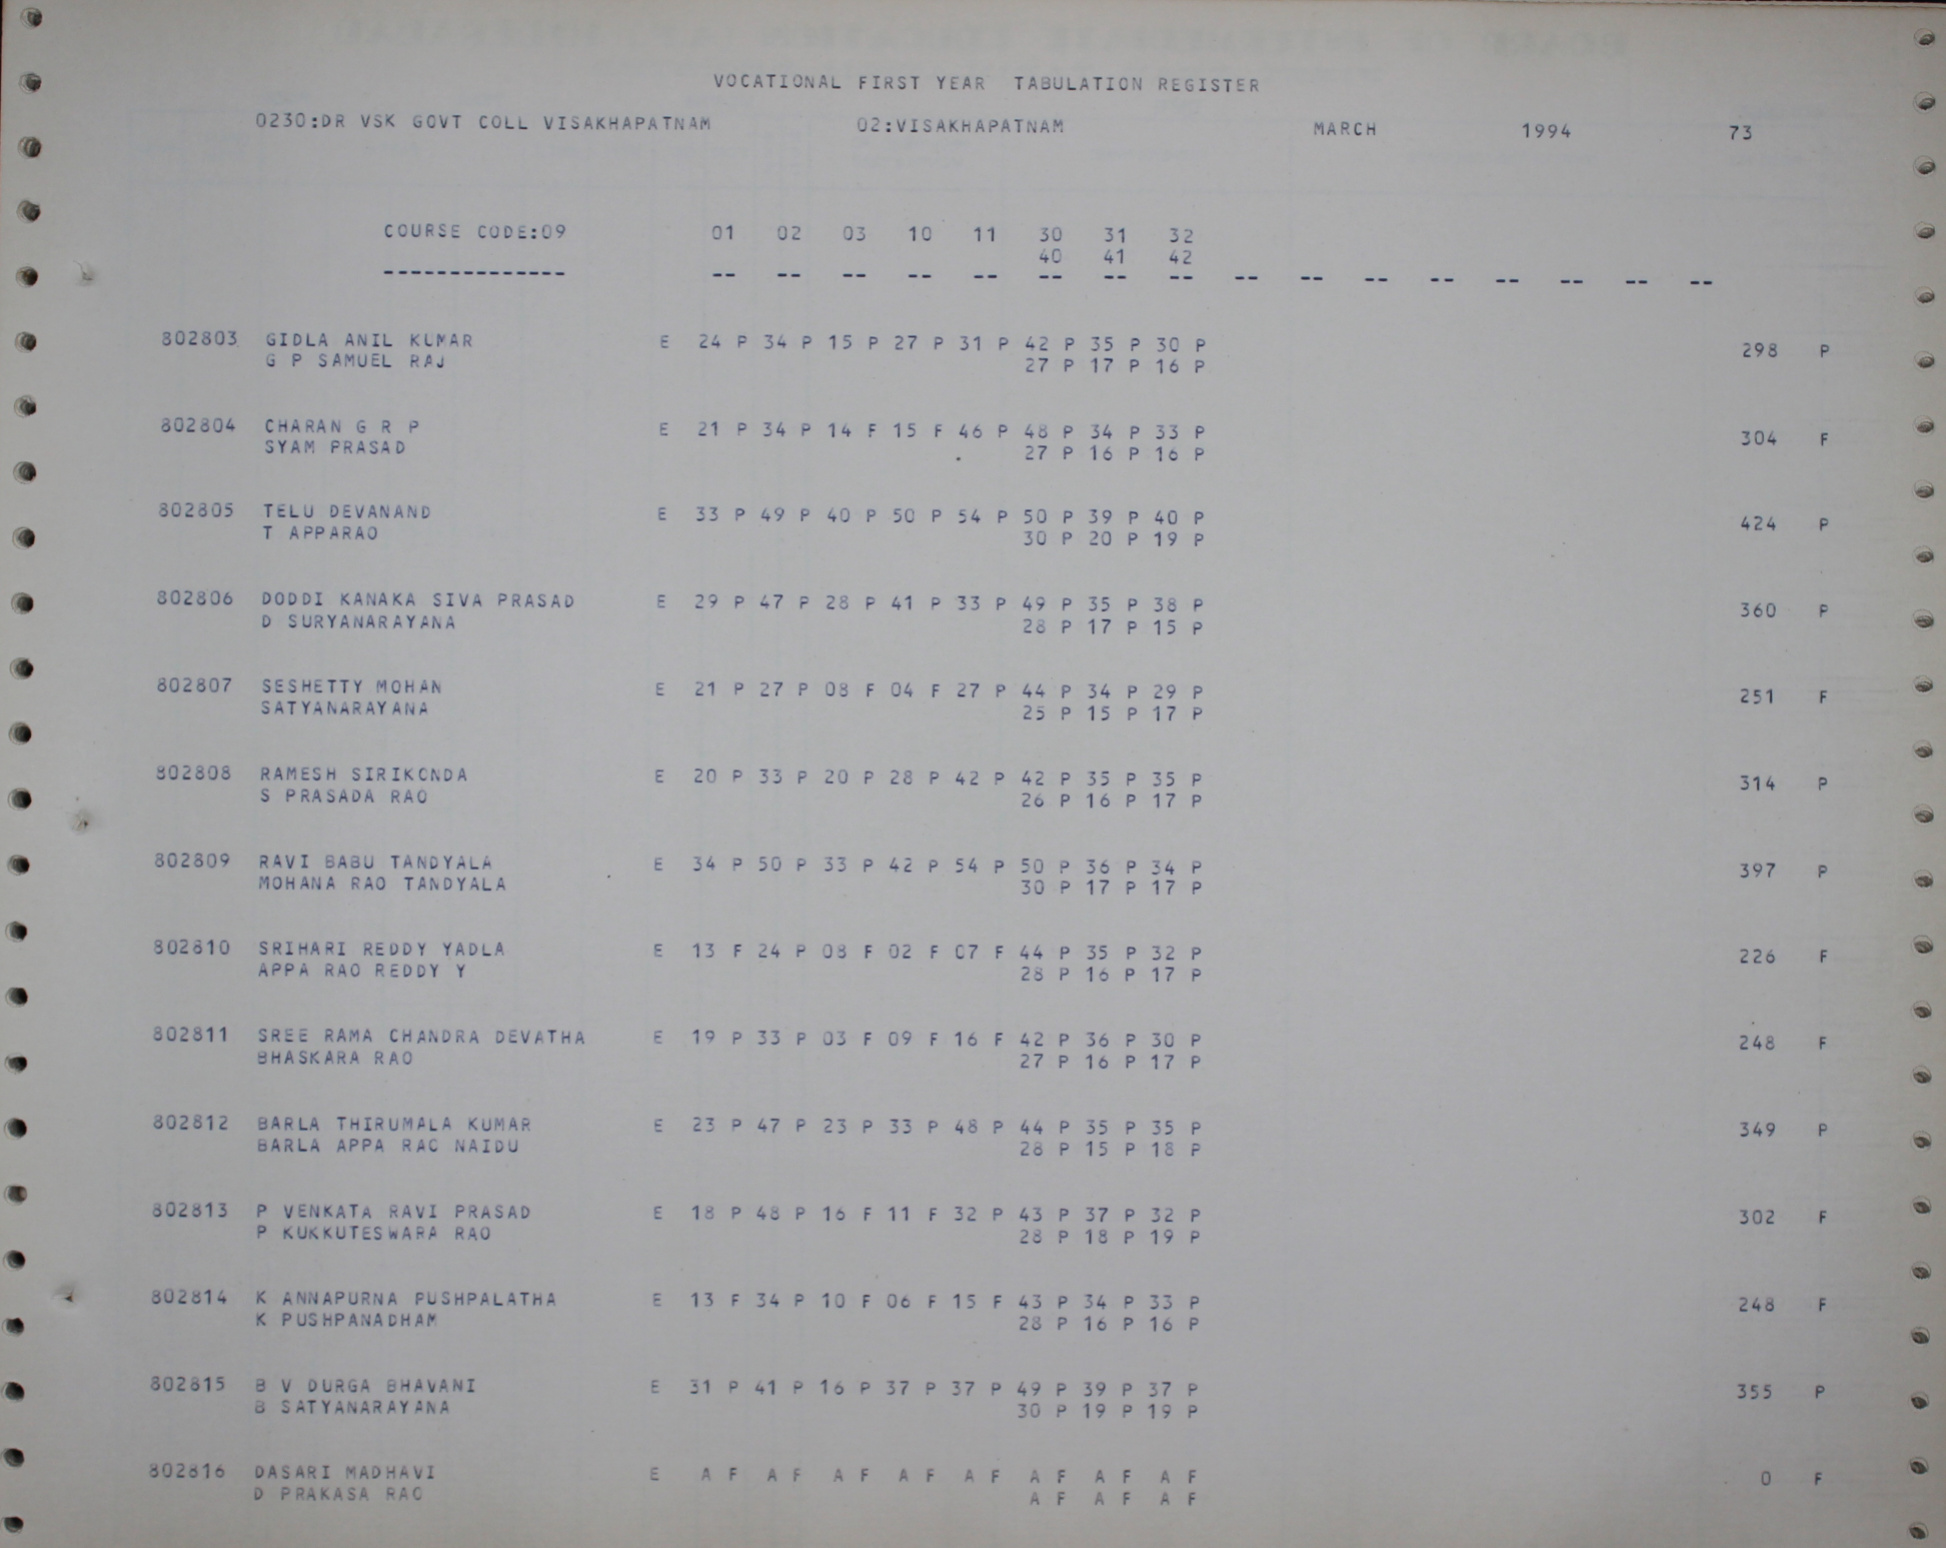 VOCATIONAL FIRST YEAR TABULATION REGISTER
0230:DR VSK GOVT COLL VISAKHAPATNAM 02:VISAKHAPATNAM MARCH 1994 73
COURSE CODE:09 01 02 03 10 11 30 31 32
40 41 42
-------------- -- -- -- -- -- -- -- -- -- -- -- -- -- -- -- --
802803 GIDLA ANIL KUMAR E 24 P 34 P 15 P 27 P 31 P 42 P 35 P 30 P 298 P
G P SAMUEL RAJ 27 P 17 P 16 P
802804 CHARAN G R P E 21 P 34 P 14 F 15 F 46 P 48 P 34 P 33 P 304 F
SYAM PRASAD 27 P 16 P 16 P
802805 TELU DEVANAND E 33 P 49 P 40 P 50 P 54 P 50 P 39 P 40 P 424 P
T APPARAO 30 P 20 P 19 P
802806 DODDI KANAKA SIVA PRASAD E 29 P 47 P 28 P 41 P 33 P 49 P 35 P 38 P 360 P
D SURYANARAYANA 28 P 17 P 15 P
802807 SESHETTY MOHAN E 21 P 27 P 08 F 04 F 27 P 44 P 34 P 29 P 251 F
SATYANARAYANA 25 P 15 P 17 P
802808 RAMESH SIRIKONDA E 20 P 33 P 20 P 28 P 42 P 42 P 35 P 35 P 314 P
S PRASADA RAO 26 P 16 P 17 P
802809 RAVI BABU TANDYALA E 34 P 50 P 33 P 42 P 54 P 50 P 36 P 34 P 397 P
MOHANA RAO TANDYALA 30 P 17 P 17 P
802810 SRIHARI REDDY YADLA E 13 F 24 P 08 F 02 F 07 F 44 P 35 P 32 P 226 F
APPA RAO REDDY Y 28 P 16 P 17 P
802811 SREE RAMA CHANDRA DEVATHA E 19 P 33 P 03 F 09 F 16 F 42 P 36 P 30 P 248 F
BHASKARA RAO 27 P 16 P 17 P
802812 BARLA THIRUMALA KUMAR E 23 P 47 P 23 P 33 P 48 P 44 P 35 P 35 P 349 P
BARLA APPA RAO NAIDU 28 P 15 P 18 P
802813 P VENKATA RAVI PRASAD E 18 P 48 P 16 F 11 F 32 P 43 P 37 P 32 P 302 F
P KUKKUTESWARA RAO 28 P 18 P 19 P
802814 K ANNAPURNA PUSHPALATHA E 13 F 34 P 10 F 06 F 15 F 43 P 34 P 33 P 248 F
K PUSHPANADHAM 28 P 16 P 16 P
802815 B V DURGA BHAVANI E 31 P 41 P 16 P 37 P 37 P 49 P 39 P 37 P 355 P
B SATYANARAYANA 30 P 19 P 19 P
802816 DASARI MADHAVI E A F A F A F A F A F A F A F A F 0 F
D PRAKASA RAO A F A F A F